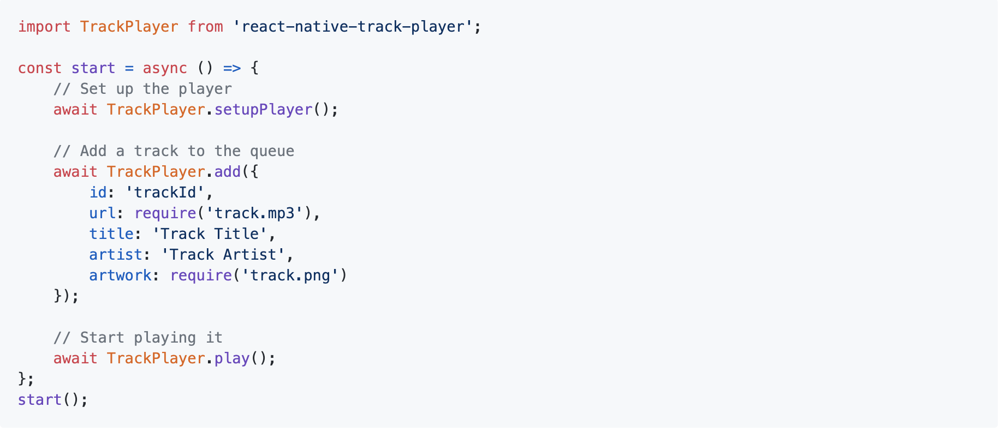 import TrackPlayer from 'react-native-track-player';

const start = async () => {
    // Set up the player
    await TrackPlayer.setupPlayer();

    // Add a track to the queue
    await TrackPlayer.add({
        id: 'trackId',
        url: require('track.mp3'),
        title: 'Track Title',
        artist: 'Track Artist',
        artwork: require('track.png')
    });

    // Start playing it
    await TrackPlayer.play();
};
start();